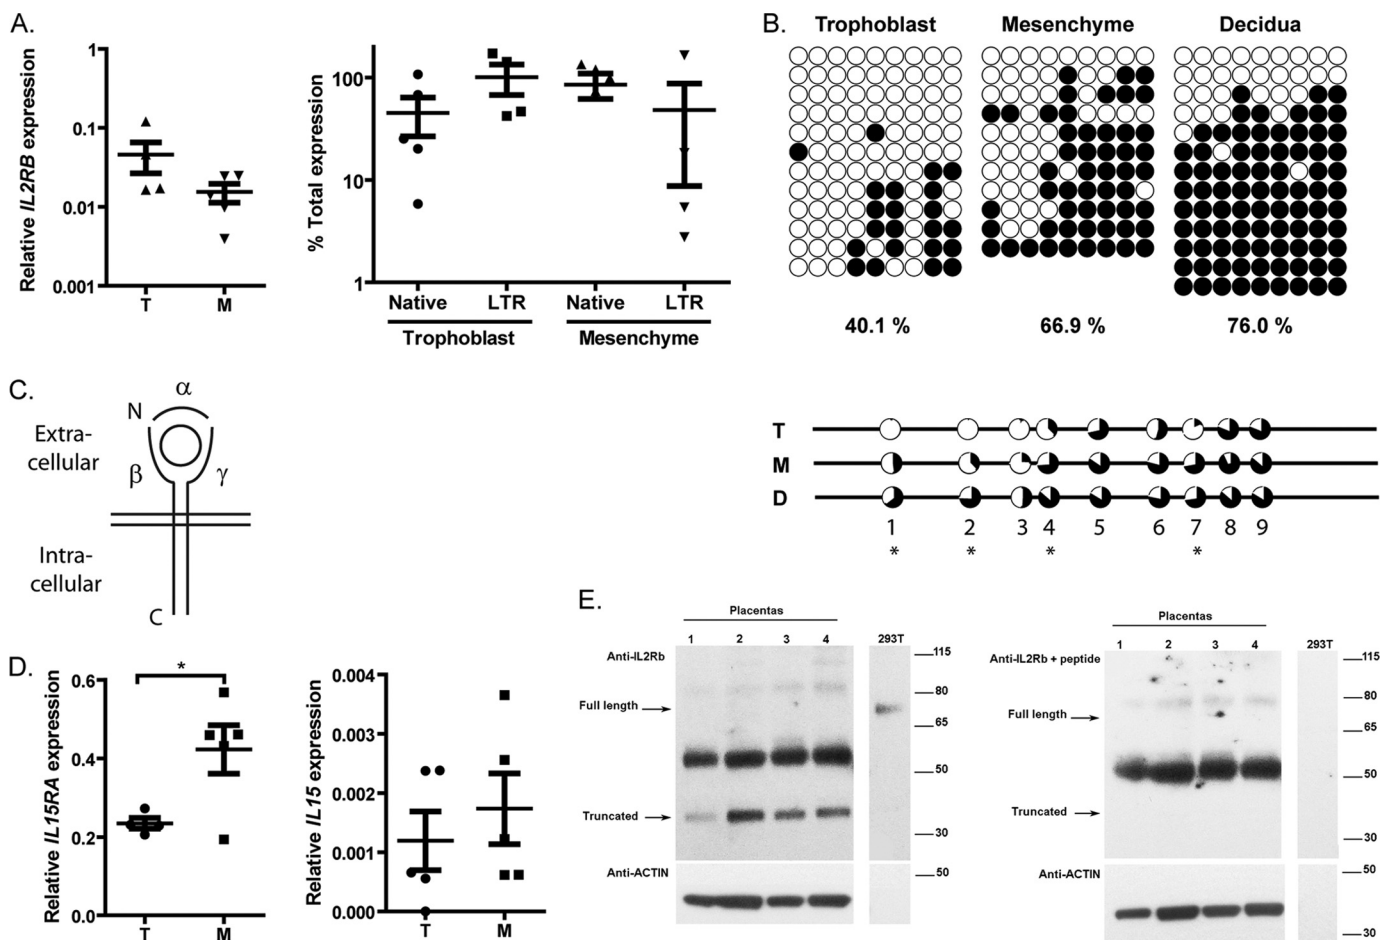 A.
Relative IL2RB expression
1
0.1
0.01
0.001
T M
% Total expression
100
10
1
Native LTR Native LTR
Trophoblast Mesenchyme
B.
Trophoblast Mesenchyme Decidua
40.1 % 66.9 % 76.0 %
T
M
D
1 2 3 4 5 6 7 8 9
* * * *
C.
α
N
Extra-
cellular
β γ
Intra-
cellular
C
D.
*
Relative IL15RA expression
0.6
0.4
0.2
0.0
T M
Relative IL15 expression
0.004
0.003
0.002
0.001
0.000
T M
E.
Placentas
1 2 3 4 293T
Anti-IL2Rb
115
80
Full length
65
50
Truncated
30
Anti-ACTIN
50
Placentas
1 2 3 4 293T
Anti-IL2Rb + peptide
115
80
Full length
65
50
Truncated
30
Anti-ACTIN
50
30